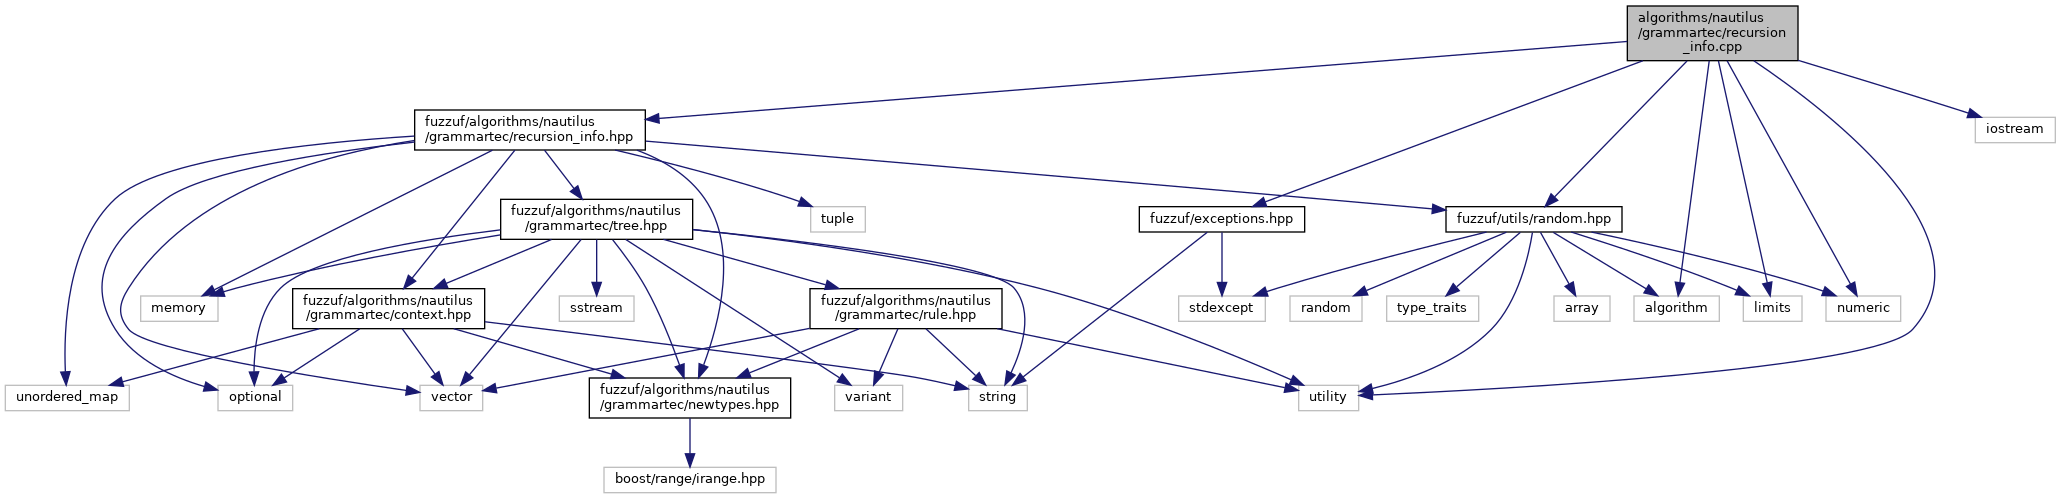 algorithms/nautilus
/grammartec/recursion
_info.cpp
fuzzuf/algorithms/nautilus
/grammartec/recursion_info.hpp
iostream
fuzzuf/algorithms/nautilus
/grammartec/tree.hpp
tuple
fuzzuf/exceptions.hpp
fuzzuf/utils/random.hpp
memory
fuzzuf/algorithms/nautilus
/grammartec/context.hpp
sstream
fuzzuf/algorithms/nautilus
/grammartec/rule.hpp
stdexcept
random
type_traits
array
algorithm
limits
numeric
unordered_map
optional
vector
fuzzuf/algorithms/nautilus
/grammartec/newtypes.hpp
variant
string
utility
boost/range/irange.hpp